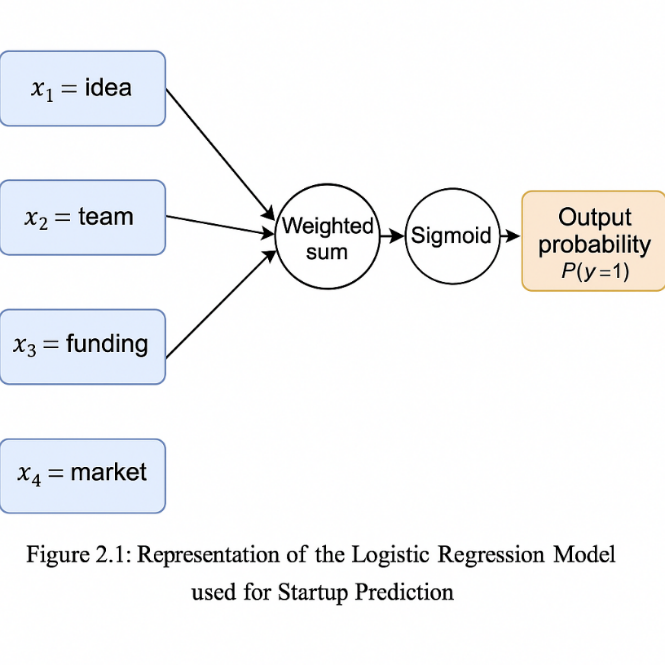 x₁ = idea
x₂ = team
x₃ = funding
x₄ = market
Weighted
sum
Sigmoid
Output
probability
P(y=1)
Figure 2.1: Representation of the Logistic Regression Model
used for Startup Prediction